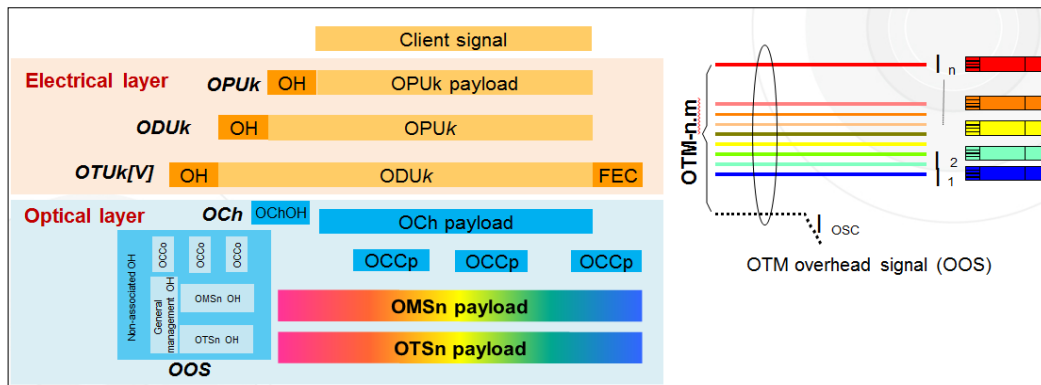 Client signal
Electrical layer
OPUk
OH
OPUk payload
ODUk
OH
OPUk
OTUk[V]
OH
ODUk
FEC
Optical layer
OCh
OChOH
OCh payload
OCCo
OCCo
OCCo
OCCp
OCCp
OCCp
Non-associated OH
General
management OH
OMSn OH
OTSn OH
OMSn payload
OTSn payload
OOS
OTM-n.m
l n
l 2
l 1
l OSC
OTM overhead signal (OOS)